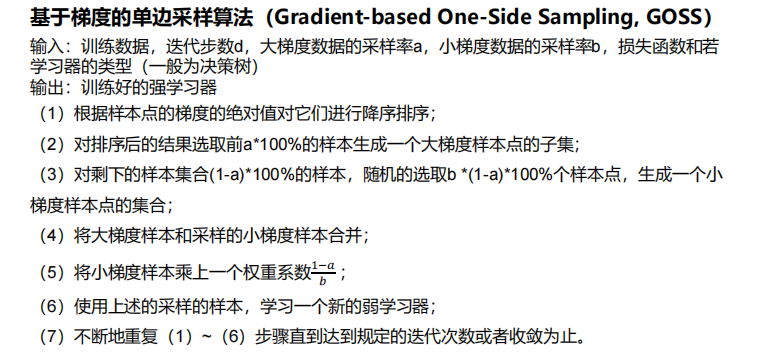 基于梯度的单边采样算法（Gradient-based One-Side Sampling, GOSS）
输入：训练数据，迭代步数d，大梯度数据的采样率a，小梯度数据的采样率b，损失函数和若
学习器的类型（一般为决策树）
输出：训练好的强学习器
（1）根据样本点的梯度的绝对值对它们进行降序排序；
（2）对排序后的结果选取前a*100%的样本生成一个大梯度样本点的子集；
（3）对剩下的样本集合(1-a)*100%的样本，随机的选取b *(1-a)*100%个样本点，生成一个小
梯度样本点的集合；
（4）将大梯度样本和采样的小梯度样本合并；
（5）将小梯度样本乘上一个权重系数(1−a)/b；
（6）使用上述的采样的样本，学习一个新的弱学习器；
（7）不断地重复（1）~（6）步骤直到达到规定的迭代次数或者收敛为止。